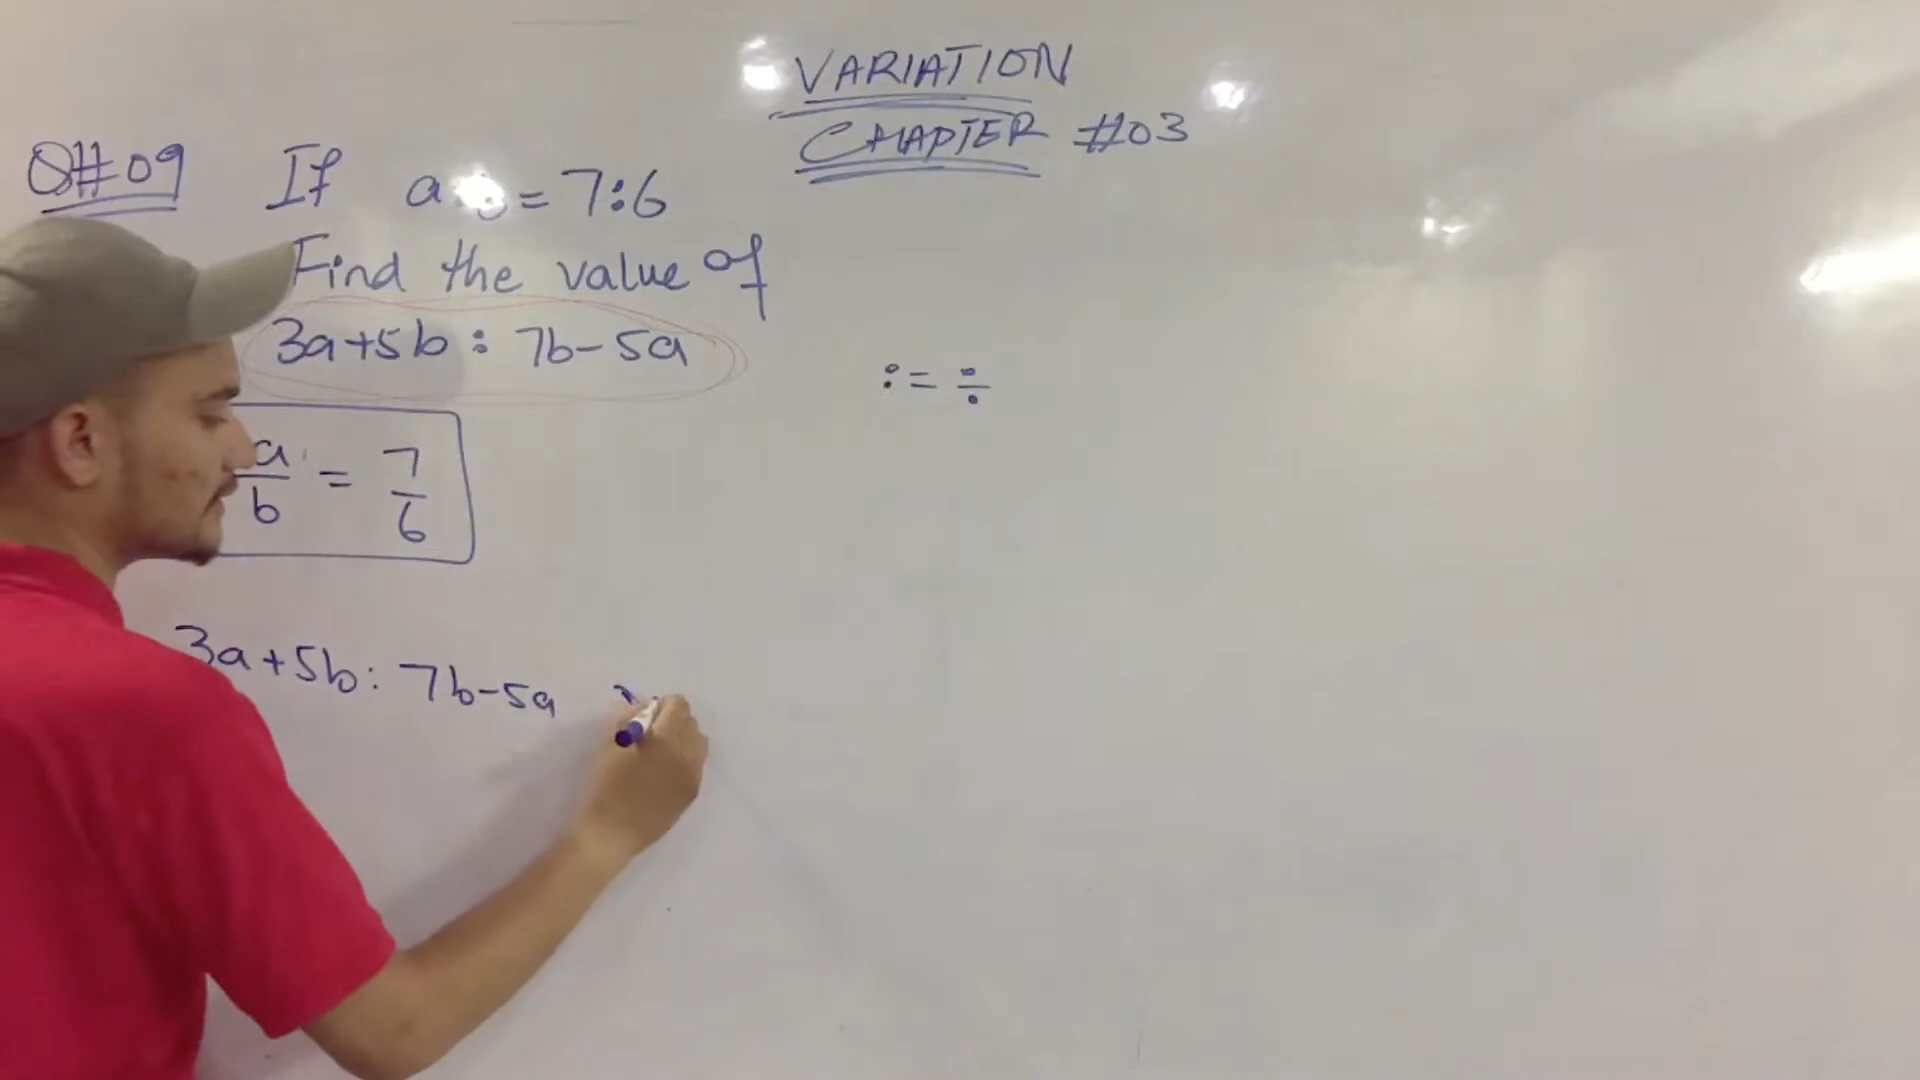 VARIATION
CHAPTER #03
Q#09 If a : = 7:6
Find the value of
3a+5b : 7b-5a
: = ÷
a/b = 7/6
3a+5b : 7b-5a